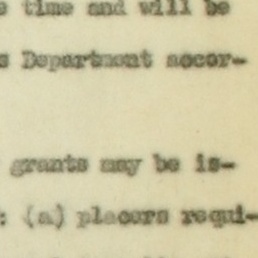 time and will be
s Department accor-
grants may be is-
: (a) placers requi-